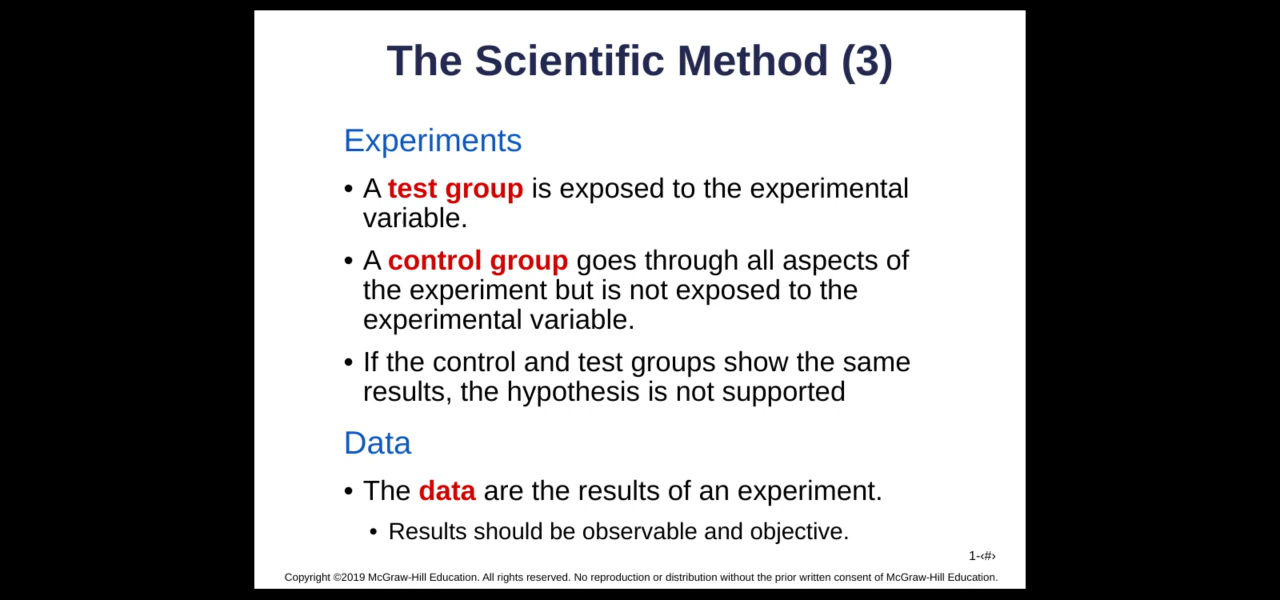 The Scientific Method (3)
Experiments
• A test group is exposed to the experimental
variable.
• A control group goes through all aspects of
the experiment but is not exposed to the
experimental variable.
• If the control and test groups show the same
results, the hypothesis is not supported
Data
• The data are the results of an experiment.
• Results should be observable and objective.
1-‹#›
Copyright ©2019 McGraw-Hill Education. All rights reserved. No reproduction or distribution without the prior written consent of McGraw-Hill Education.